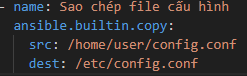 - name: Sao chép file cấu hình
ansible.builtin.copy:
src: /home/user/config.conf
dest: /etc/config.conf